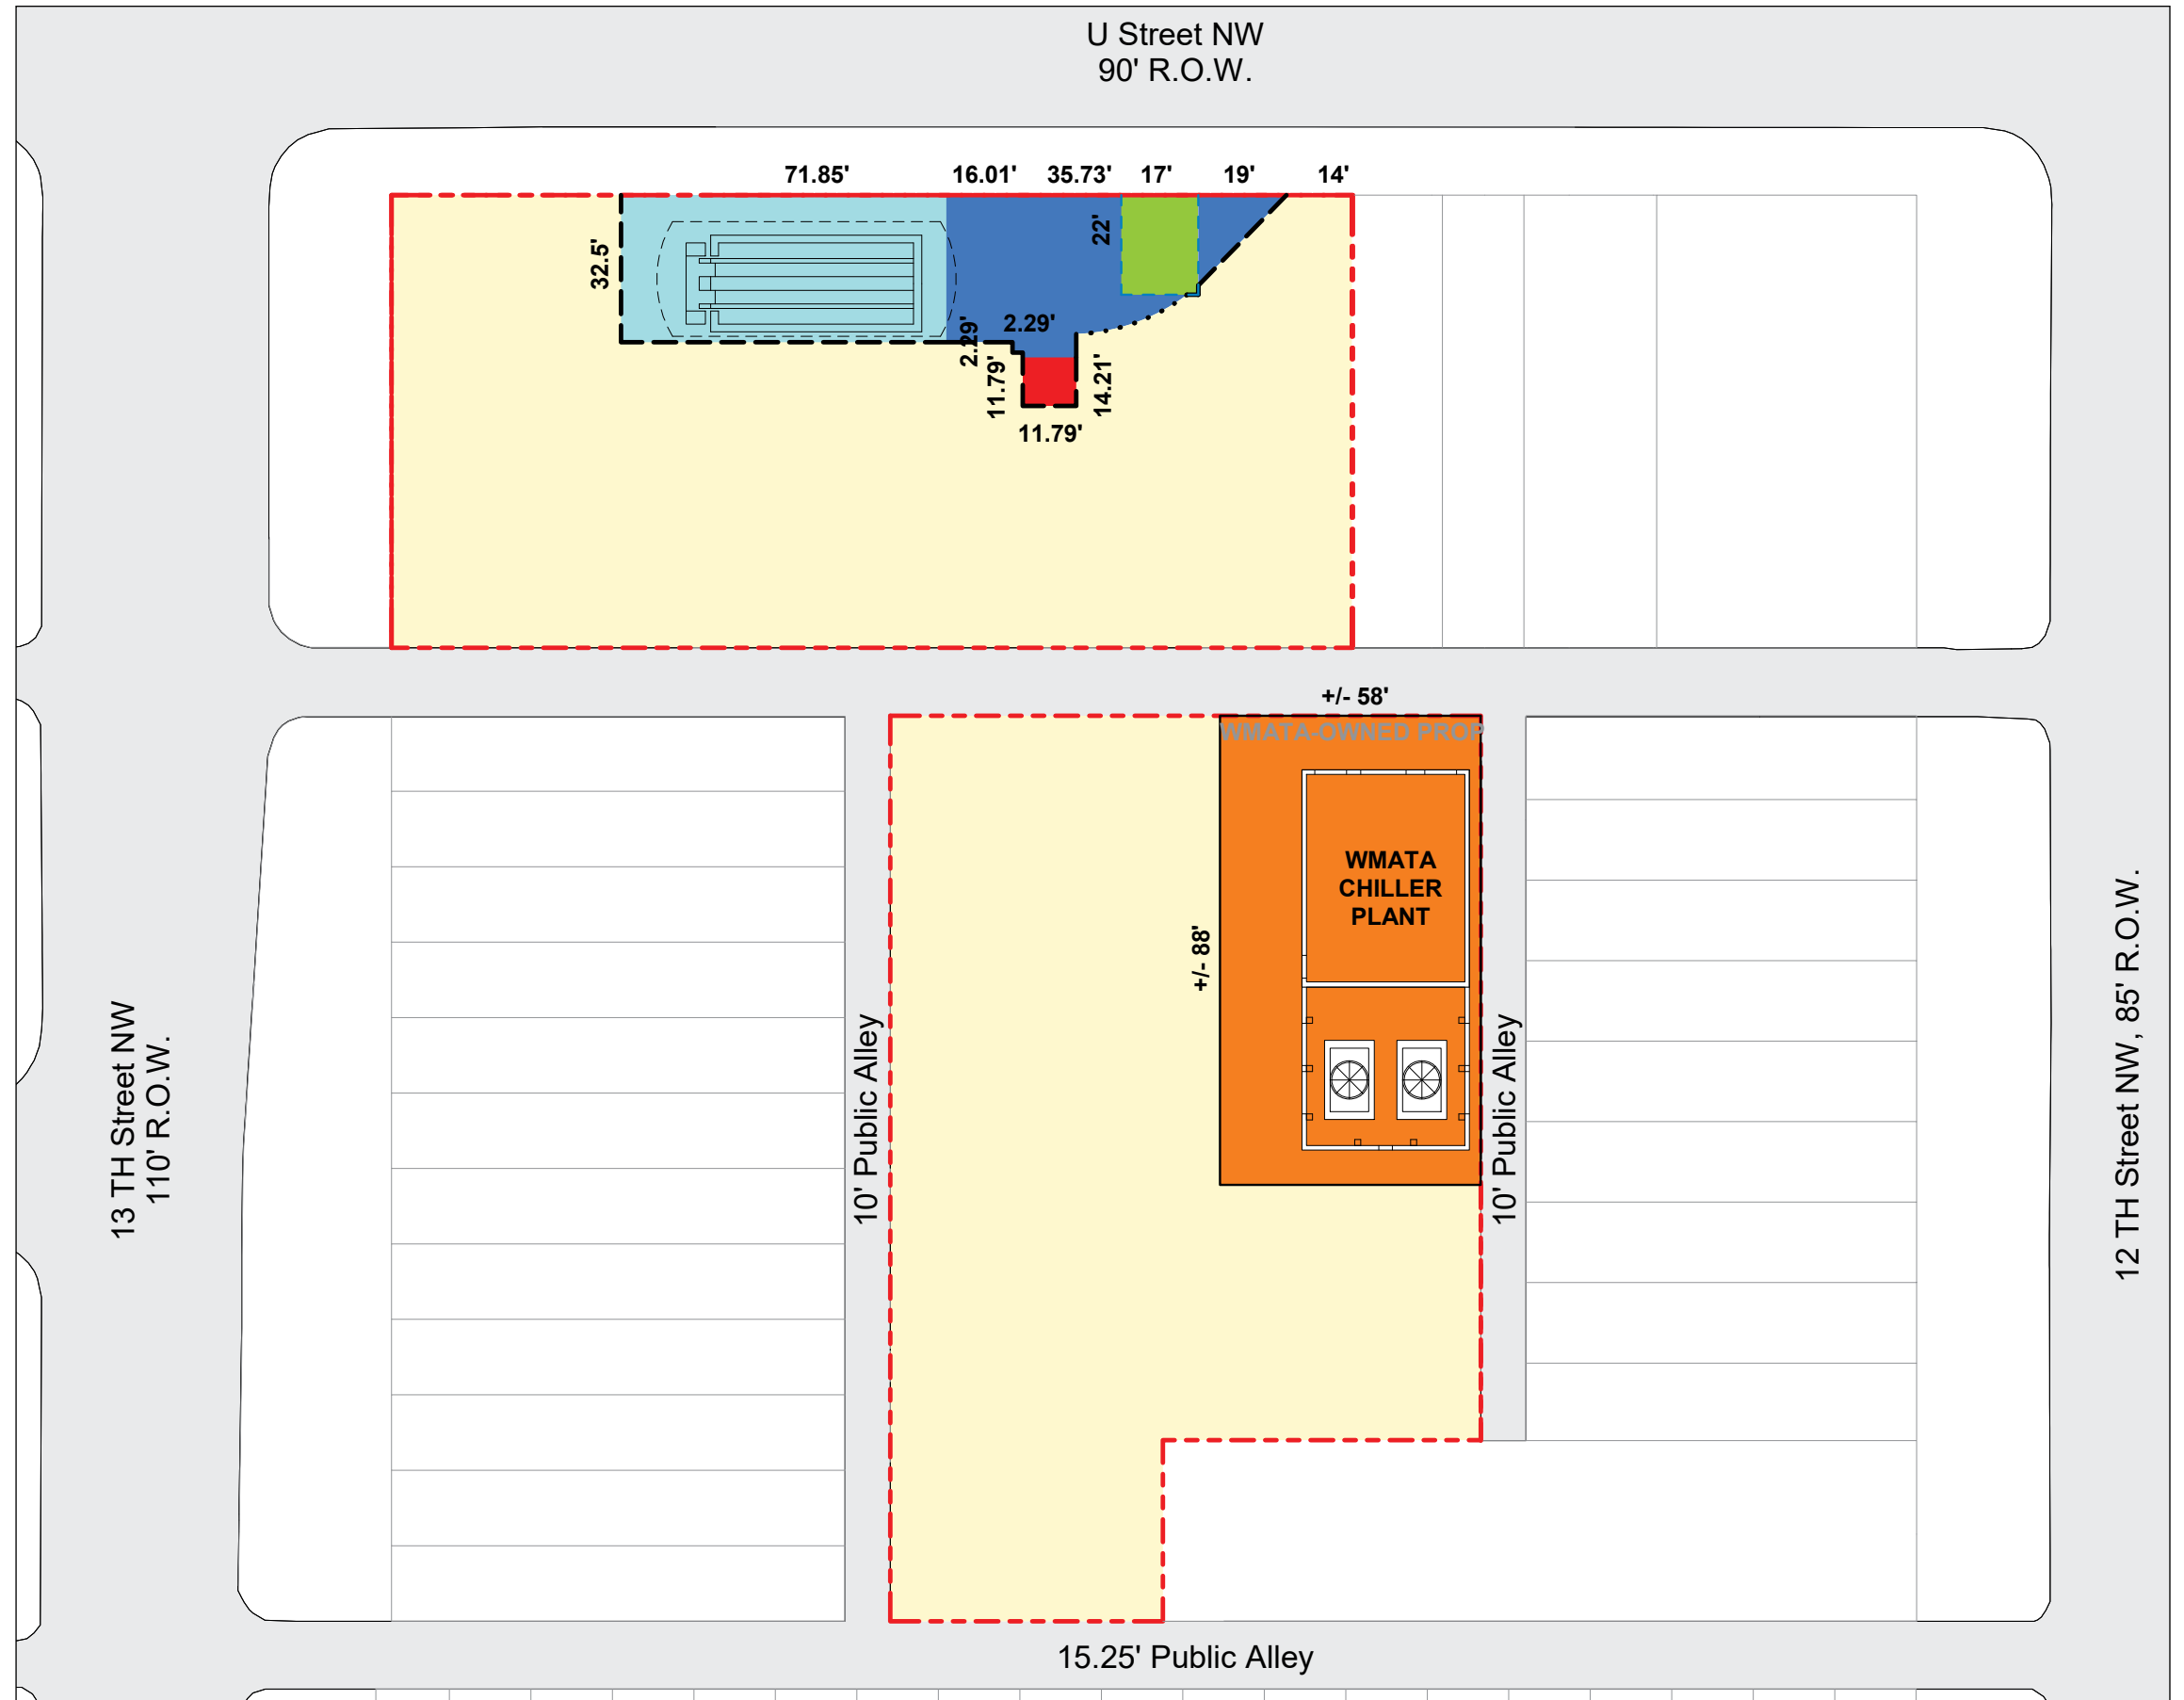 U Street NW
90' R.O.W.
71.85'
16.01'
35.73'
17'
19'
14'
32.5'
22'
2.29'
2.29'
11.79'
14.21'
11.79'
+/- 58'
WMATA-OWNED PROP
WMATA
CHILLER
PLANT
+/- 88'
10' Public Alley
10' Public Alley
13 TH Street NW
110' R.O.W.
12 TH Street NW, 85' R.O.W.
15.25' Public Alley